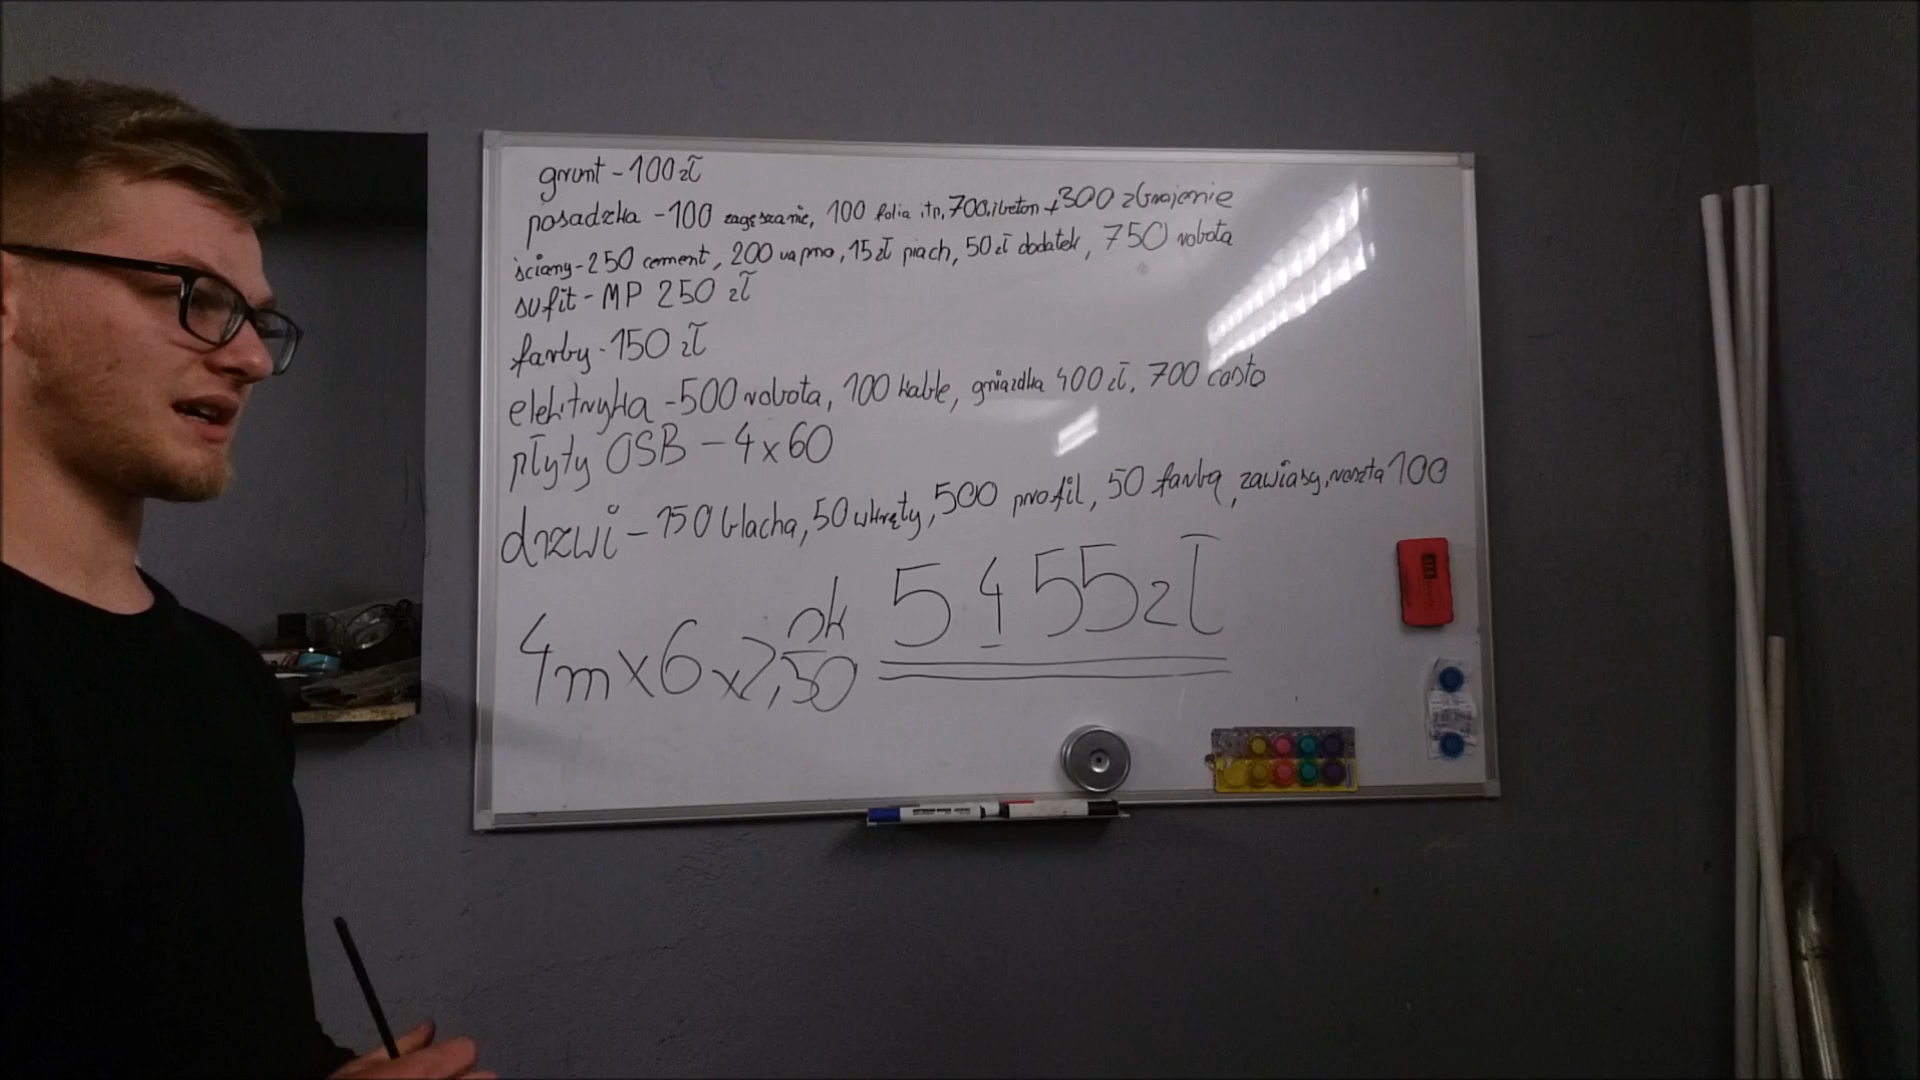 grunt - 100 zł
posadzka - 100 zagęszczanie, 100 folia itp, 700 beton + 300 zbrojenie
ściany - 250 cement, 200 wapno, 15 zł piach, 50 zł dodatek, 750 robota
sufit - MP 250 zł
farby - 150 zł
elektryka - 500 robota, 100 kable, gniazdka 400 zł, 700 casto
płyty OSB - 4x60
drzwi - 150 blacha, 50 wkręty, 500 profil, 50 farba, zawiasy, reszta 100
ok 5455 zł
4m x 6 x 2,50